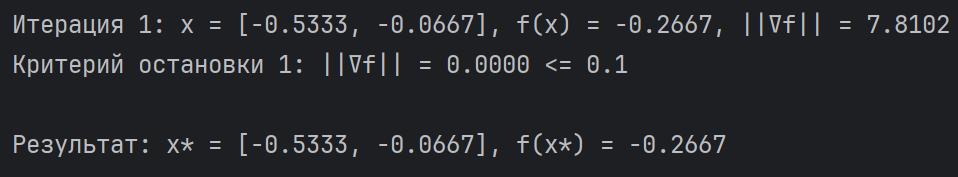 Итерация 1: x = [-0.5333, -0.0667], f(x) = -0.2667, ||∇f|| = 7.8102
Критерий остановки 1: ||∇f|| = 0.0000 <= 0.1
Результат: x* = [-0.5333, -0.0667], f(x*) = -0.2667